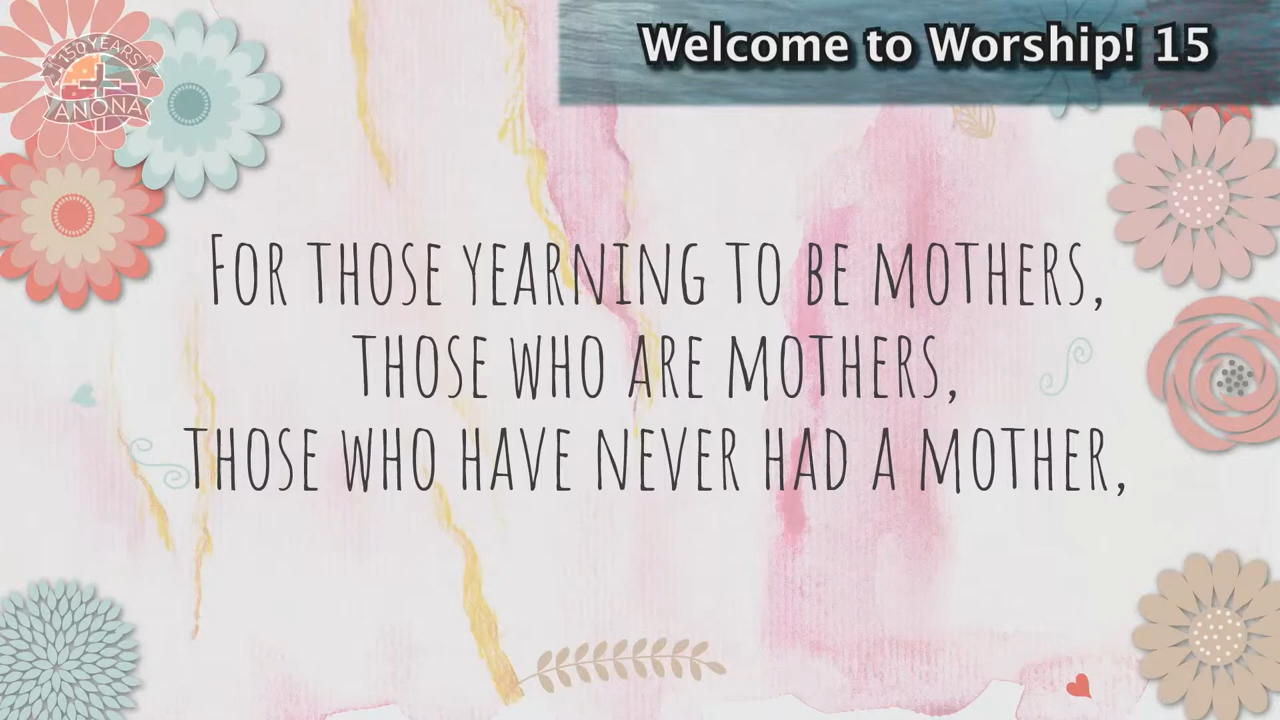 Welcome to Worship! 15
150 YEARS
ANONA
FOR THOSE YEARNING TO BE MOTHERS,
THOSE WHO ARE MOTHERS,
THOSE WHO HAVE NEVER HAD A MOTHER,